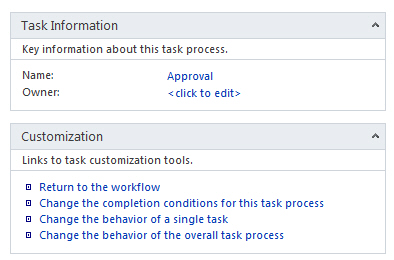 Task Information
Key information about this task process.
Name: Approval
Owner: <click to edit>
Customization
Links to task customization tools.
Return to the workflow
Change the completion conditions for this task process
Change the behavior of a single task
Change the behavior of the overall task process